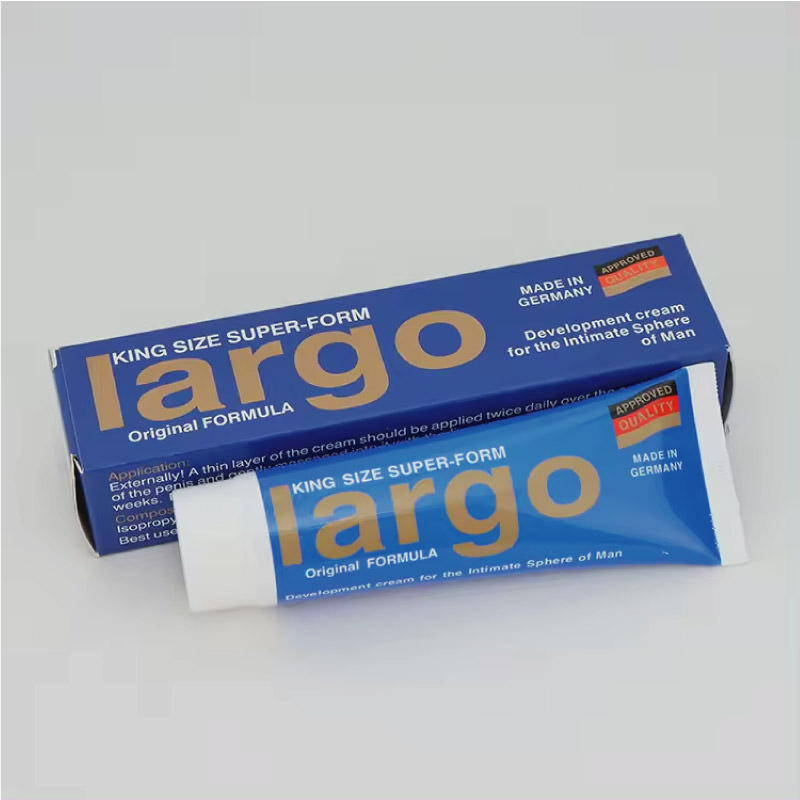 KING SIZE SUPER-FORM
largo
Original FORMULA
MADE IN
GERMANY
APPROVED
QUALITY
Development cream
for the Intimate Sphere
of Man
Application:
Externally! A thin layer of the cream should be applied twice daily over the
of the penis and gently massaged into
weeks.
Best use
KING SIZE SUPER-FORM
largo
Original FORMULA
Development cream for the Intimate Sphere of Man
APPROVED
QUALITY
MADE IN
GERMANY